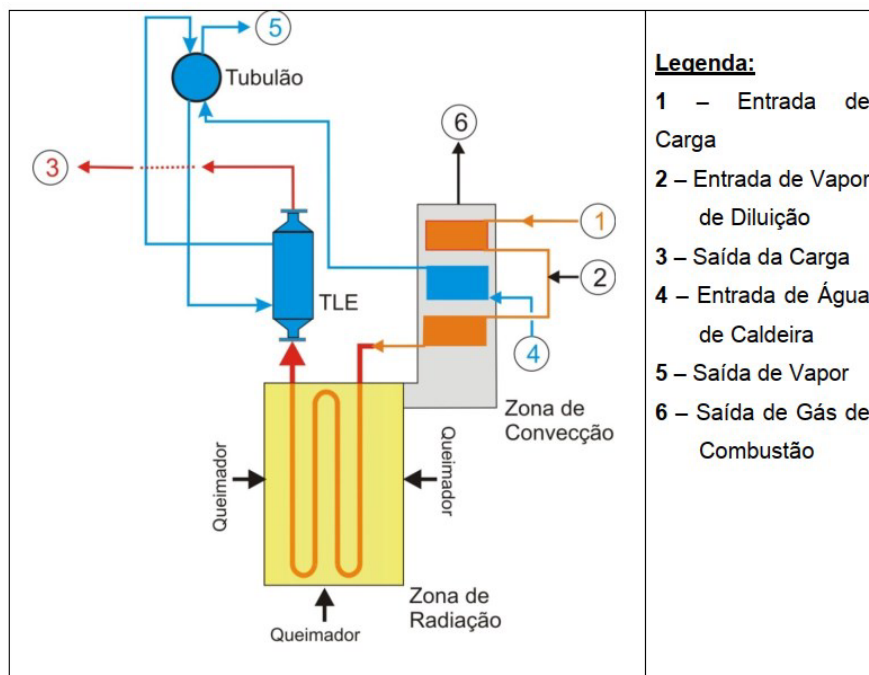 5
Tubulão
6
3
1
2
TLE
4
Zona de
Convecção
Queimador
Queimador
Zona de
Radiação
Queimador
Legenda:
1 – Entrada de
Carga
2 – Entrada de Vapor
de Diluição
3 – Saída da Carga
4 – Entrada de Água
de Caldeira
5 – Saída de Vapor
6 – Saída de Gás de
Combustão